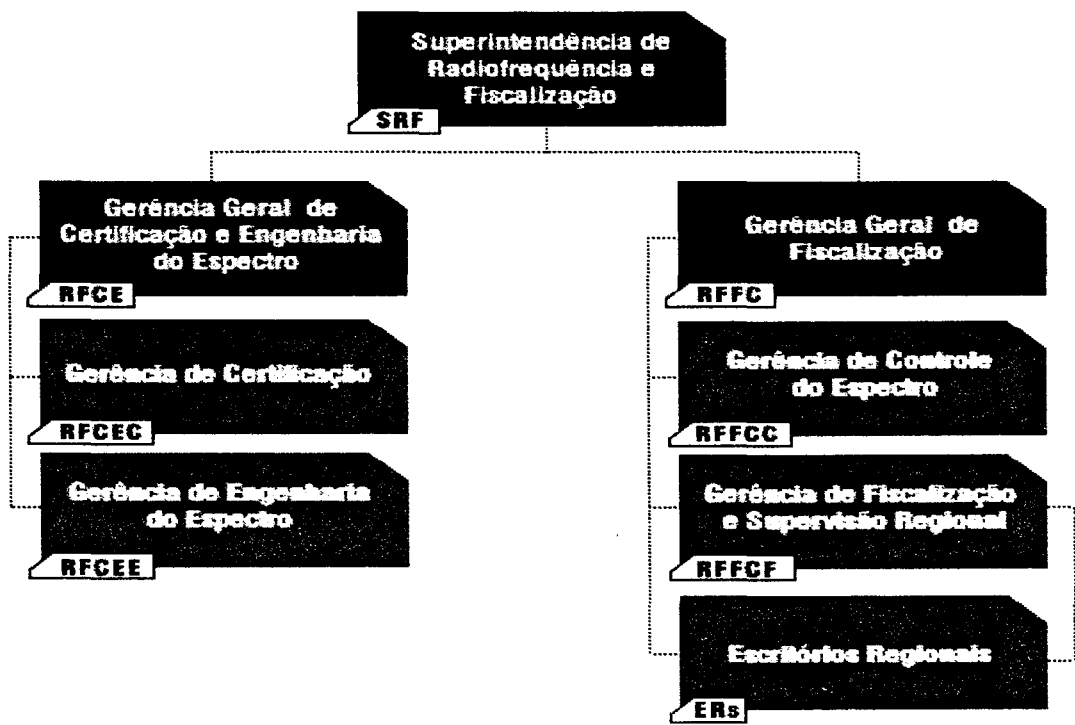 Superintendência de
Radiofrequência e
Fiscalização
SRF
Gerência Geral de
Certificação e Engenharia
do Espectro
RFCE
Gerência de Certificação
RFCEC
Gerência de Engenharia
do Espectro
RFCEE
Gerência Geral de
Fiscalização
RFFC
Gerência de Controle
do Espectro
RFFCC
Gerência de Fiscalização
e Supervisão Regional
RFFCF
Escritórios Regionais
ERs